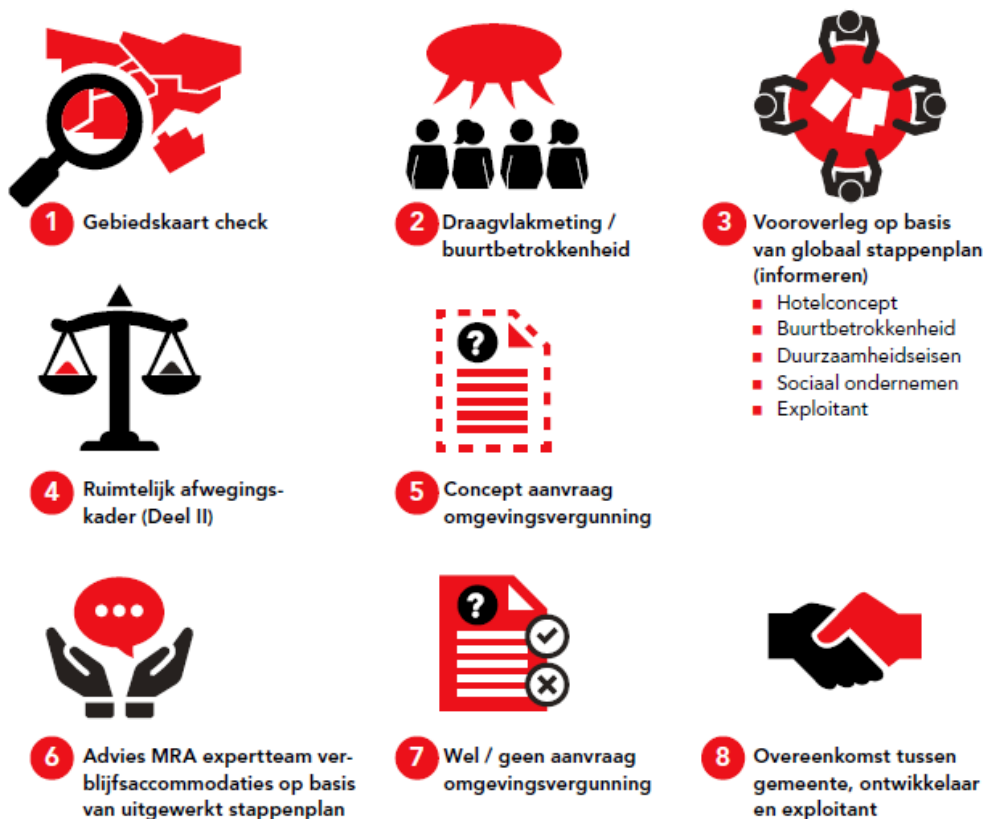 1 Gebiedskaart check
2 Draagvlakmeting /
buurtbetrokkenheid
3 Vooroverleg op basis
van globaal stappenplan
(informeren)
■ Hotelconcept
■ Buurtbetrokkenheid
■ Duurzaamheidseisen
■ Sociaal ondernemen
■ Exploitant
4 Ruimtelijk afwegings-
kader (Deel II)
?
5 Concept aanvraag
omgevingsvergunning
6 Advies MRA expertteam ver-
blijfsaccommodaties op basis
van uitgewerkt stappenplan
?
7 Wel / geen aanvraag
omgevingsvergunning
8 Overeenkomst tussen
gemeente, ontwikkelaar
en exploitant